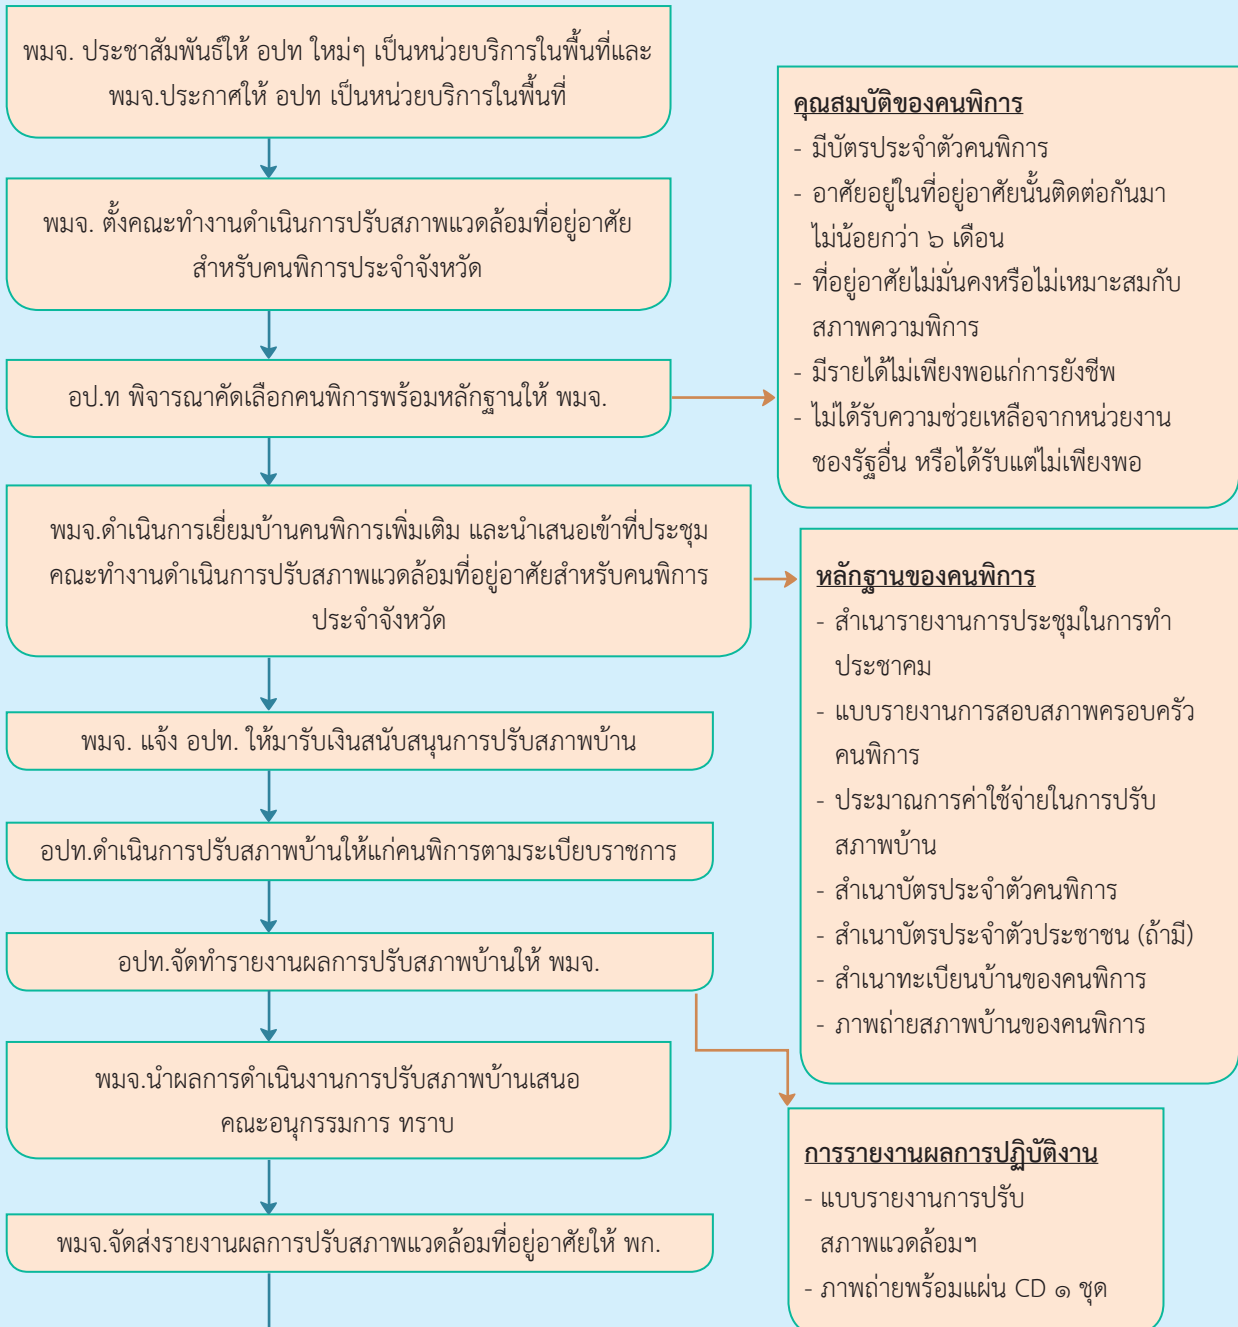 พมจ. ประชาสัมพันธ์ให้ อปท ใหม่ๆ เป็นหน่วยบริการในพื้นที่และ
พมจ.ประกาศให้ อปท เป็นหน่วยบริการในพื้นที่
พมจ. ตั้งคณะทำงานดำเนินการปรับสภาพแวดล้อมที่อยู่อาศัย
สำหรับคนพิการประจำจังหวัด
อป.ท พิจารณาคัดเลือกคนพิการพร้อมหลักฐานให้ พมจ.
คุณสมบัติของคนพิการ
- มีบัตรประจำตัวคนพิการ
- อาศัยอยู่ในที่อยู่อาศัยนั้นติดต่อกันมา
ไม่น้อยกว่า ๖ เดือน
- ที่อยู่อาศัยไม่มั่นคงหรือไม่เหมาะสมกับ
สภาพความพิการ
- มีรายได้ไม่เพียงพอแก่การยังชีพ
- ไม่ได้รับความช่วยเหลือจากหน่วยงาน
ชองรัฐอื่น หรือได้รับแต่ไม่เพียงพอ
พมจ.ดำเนินการเยี่ยมบ้านคนพิการเพิ่มเติม และนำเสนอเข้าที่ประชุม
คณะทำงานดำเนินการปรับสภาพแวดล้อมที่อยู่อาศัยสำหรับคนพิการ
ประจำจังหวัด
หลักฐานของคนพิการ
- สำเนารายงานการประชุมในการทำ
ประชาคม
- แบบรายงานการสอบสภาพครอบครัว
คนพิการ
- ประมาณการค่าใช้จ่ายในการปรับ
สภาพบ้าน
- สำเนาบัตรประจำตัวคนพิการ
- สำเนาบัตรประจำตัวประชาชน (ถ้ามี)
- สำเนาทะเบียนบ้านของคนพิการ
- ภาพถ่ายสภาพบ้านของคนพิการ
พมจ. แจ้ง อปท. ให้มารับเงินสนับสนุนการปรับสภาพบ้าน
อปท.ดำเนินการปรับสภาพบ้านให้แก่คนพิการตามระเบียบราชการ
อปท.จัดทำรายงานผลการปรับสภาพบ้านให้ พมจ.
พมจ.นำผลการดำเนินงานการปรับสภาพบ้านเสนอ
คณะอนุกรรมการ ทราบ
พมจ.จัดส่งรายงานผลการปรับสภาพแวดล้อมที่อยู่อาศัยให้ พก.
การรายงานผลการปฏิบัติงาน
- แบบรายงานการปรับ
สภาพแวดล้อมฯ
- ภาพถ่ายพร้อมแผ่น CD ๑ ชุด